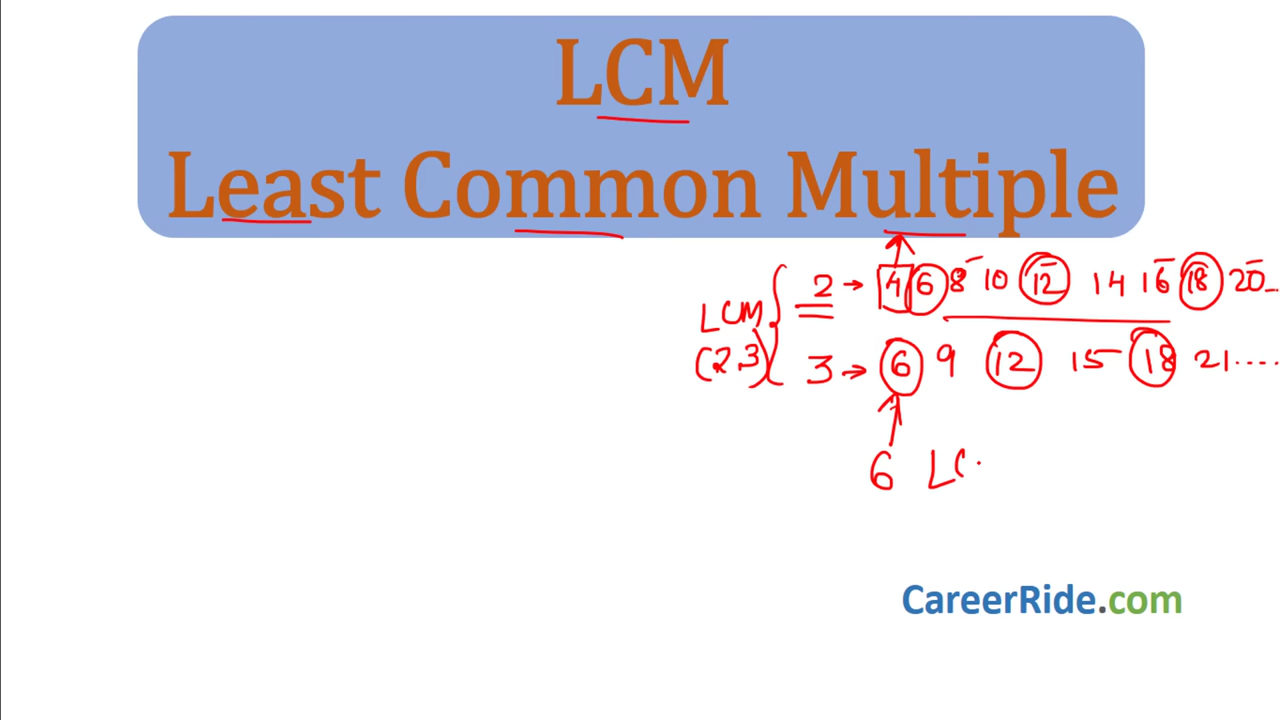 LCM
Least Common Multiple
2 → 4 6 8 10 12 14 16 18 20..
LCM
(2,3)
3 → 6 9 12 15 18 21....
6 LC
CareerRide.com